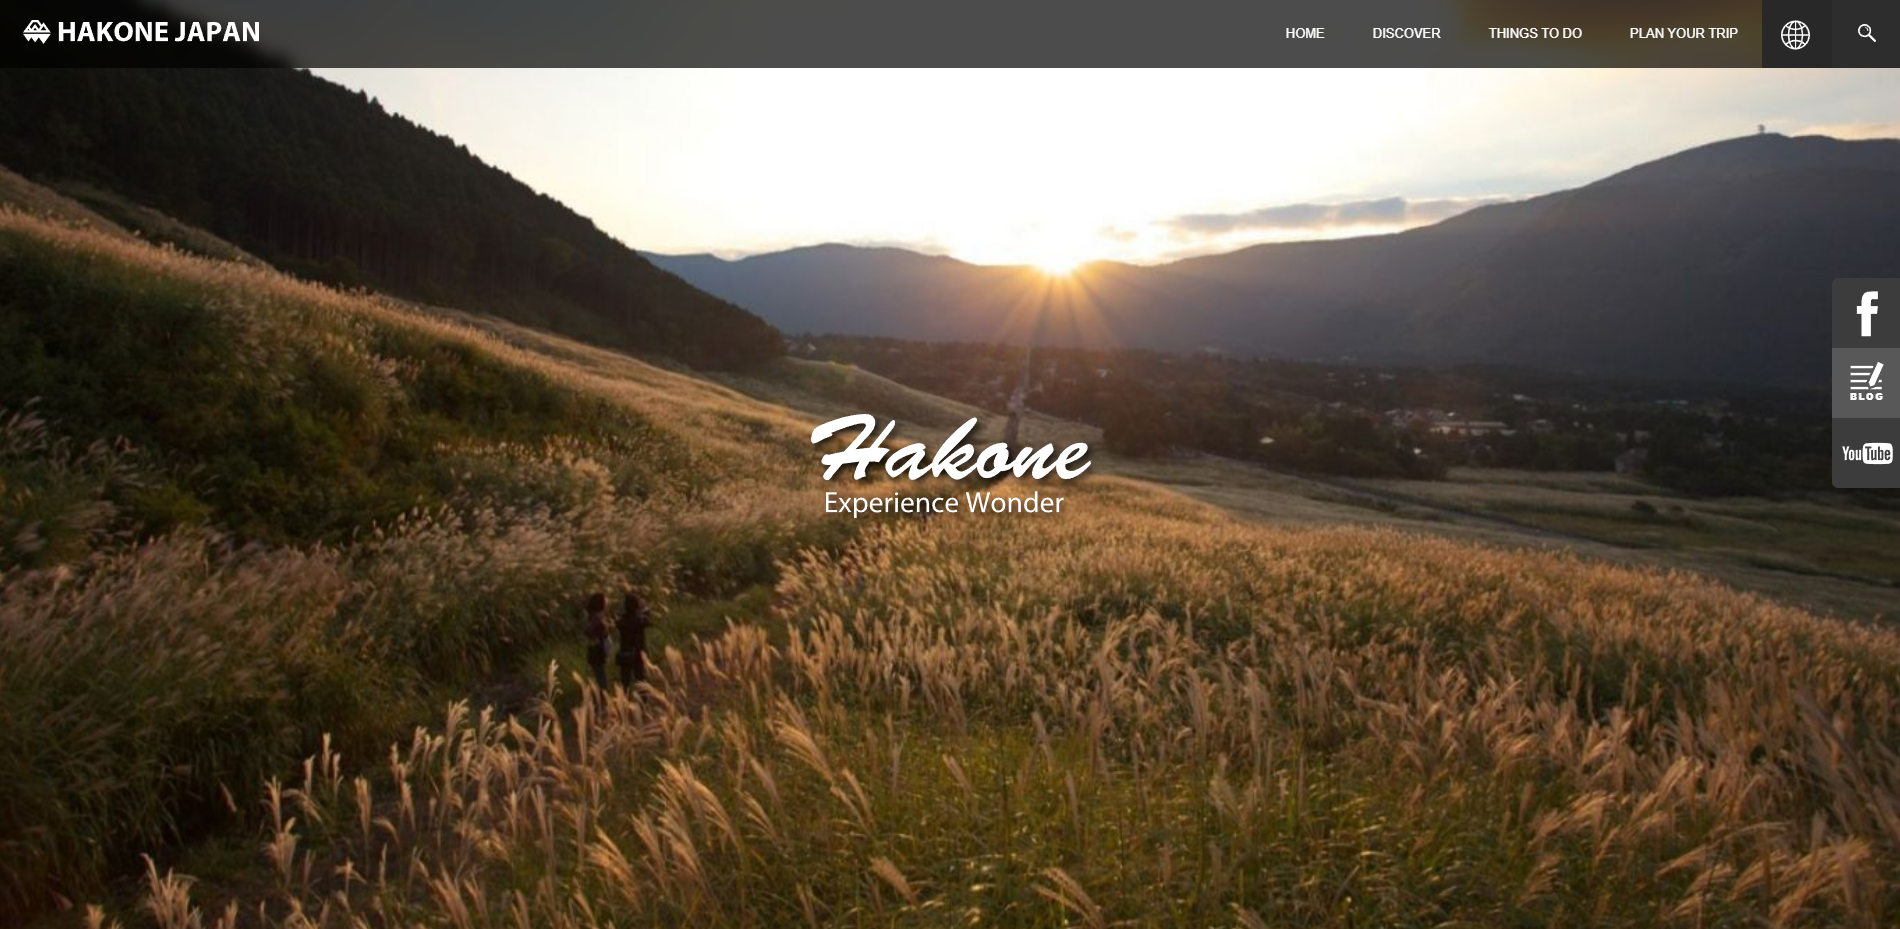 HAKONE JAPAN
HOME
DISCOVER
THINGS TO DO
PLAN YOUR TRIP
f
BLOG
YouTube
Hakone
Experience Wonder